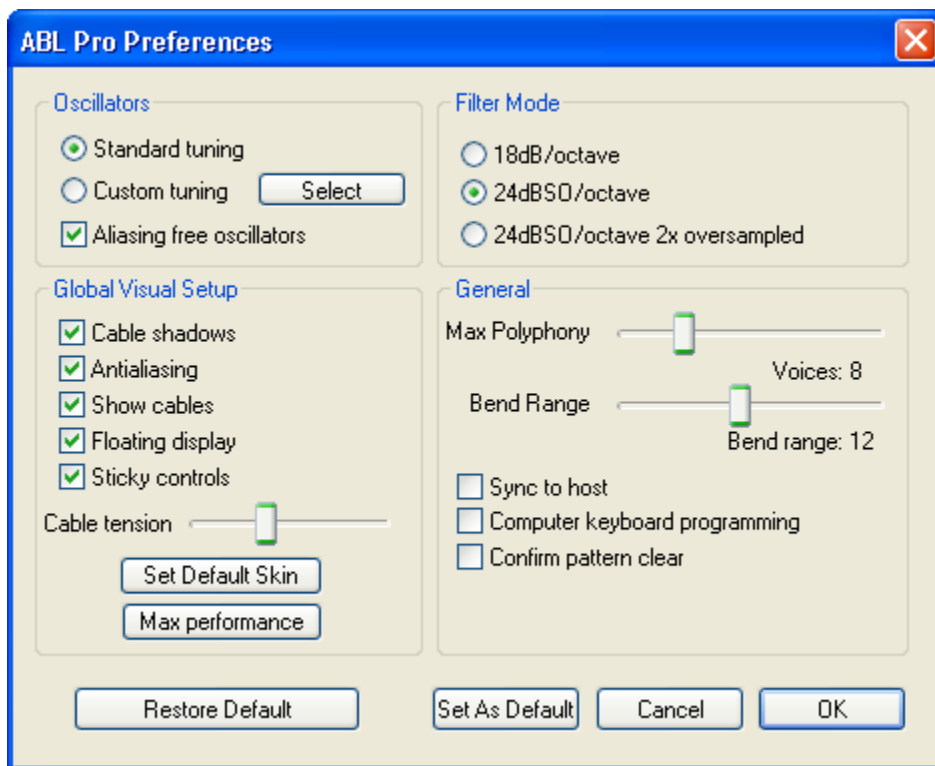 ABL Pro Preferences
Oscillators
Standard tuning
Custom tuning Select
Aliasing free oscillators
Filter Mode
18dB/octave
24dBSO/octave
24dBSO/octave 2x oversampled
Global Visual Setup
Cable shadows
Antialiasing
Show cables
Floating display
Sticky controls
Cable tension
Set Default Skin
Max performance
General
Max Polyphony
Voices: 8
Bend Range
Bend range: 12
Sync to host
Computer keyboard programming
Confirm pattern clear
Restore Default Set As Default Cancel OK